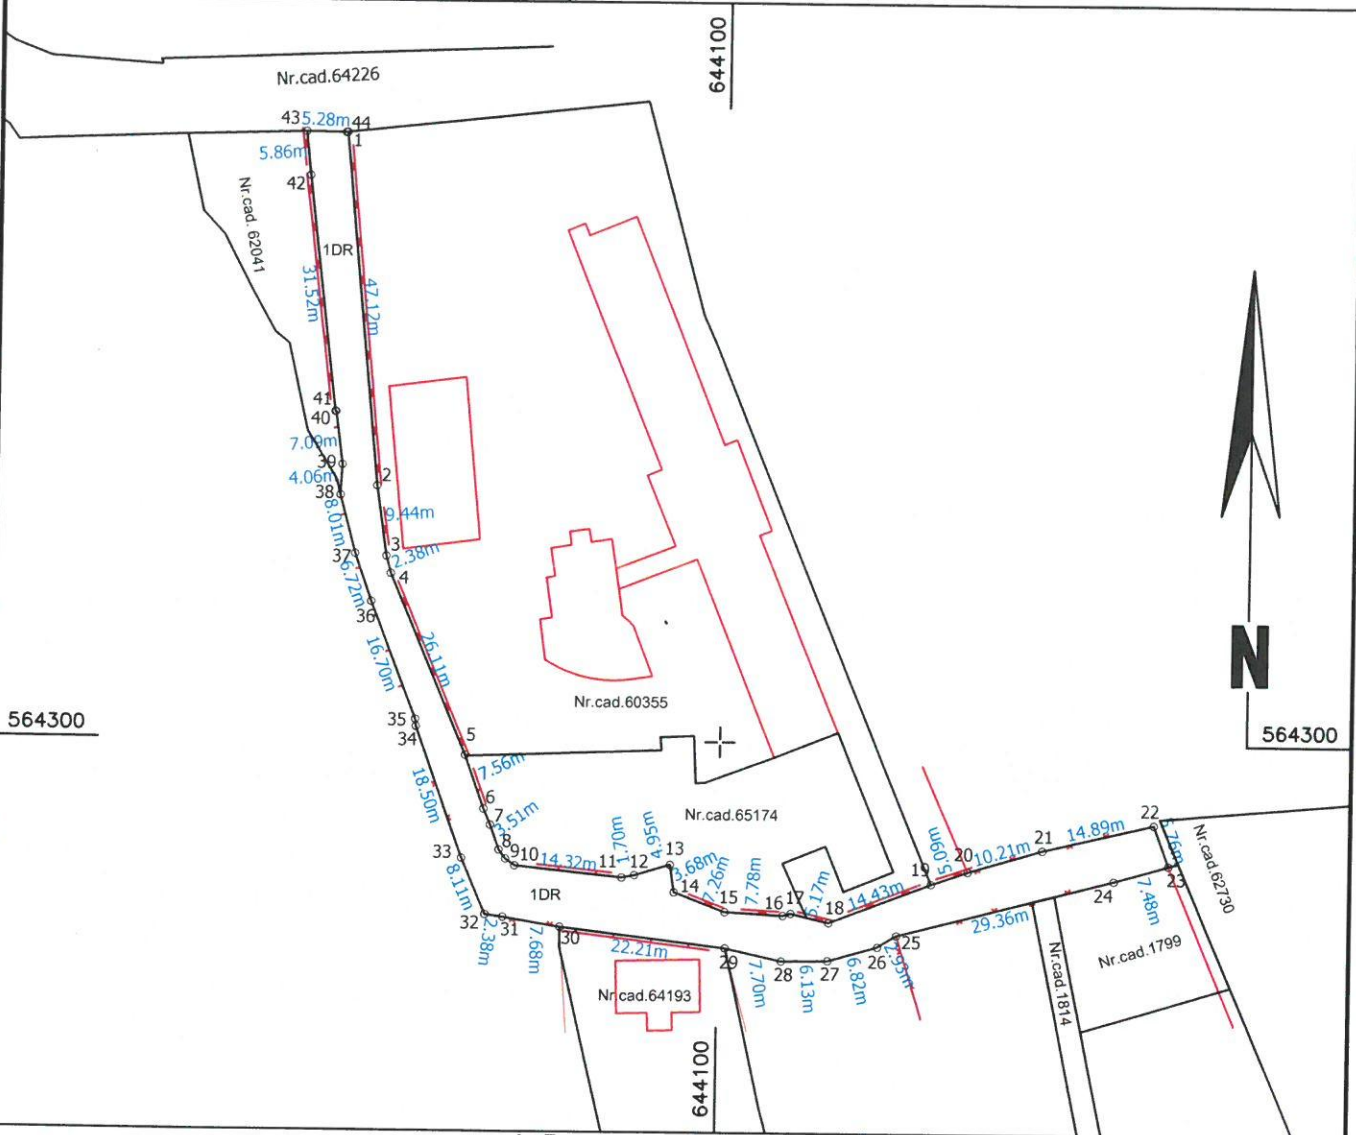 644100
Nr.cad.64226
43
5.28m
44
1
5.86m
42
Nr.cad. 62041
1DR
31.52m
47.12m
41
40
7.09m
39
4.06m
38
2
8.01m
9.44m
37
3
2.38m
4
6.72m
36
16.70m
26.11m
Nr.cad.60355
N
564300
35
34
5
564300
7.56m
18.50m
6
7
3.51m
Nr.cad.65174
8
9
10
14.32m
11
1.70m
12
4.95m
13
3.68m
14
7.26m
15
7.78m
16
17
6.17m
18
14.43m
19
5.09m
20
10.21m
21
14.89m
22
5.76m
23
Nr.cad.62730
33
8.11m
1DR
32
2.38m
31
7.68m
30
22.21m
29
7.70m
28
6.13m
27
6.82m
26
2.93m
25
29.36m
24
7.48m
Nr.cad.1799
Nr.cad.1814
Nr.cad.64193
644100